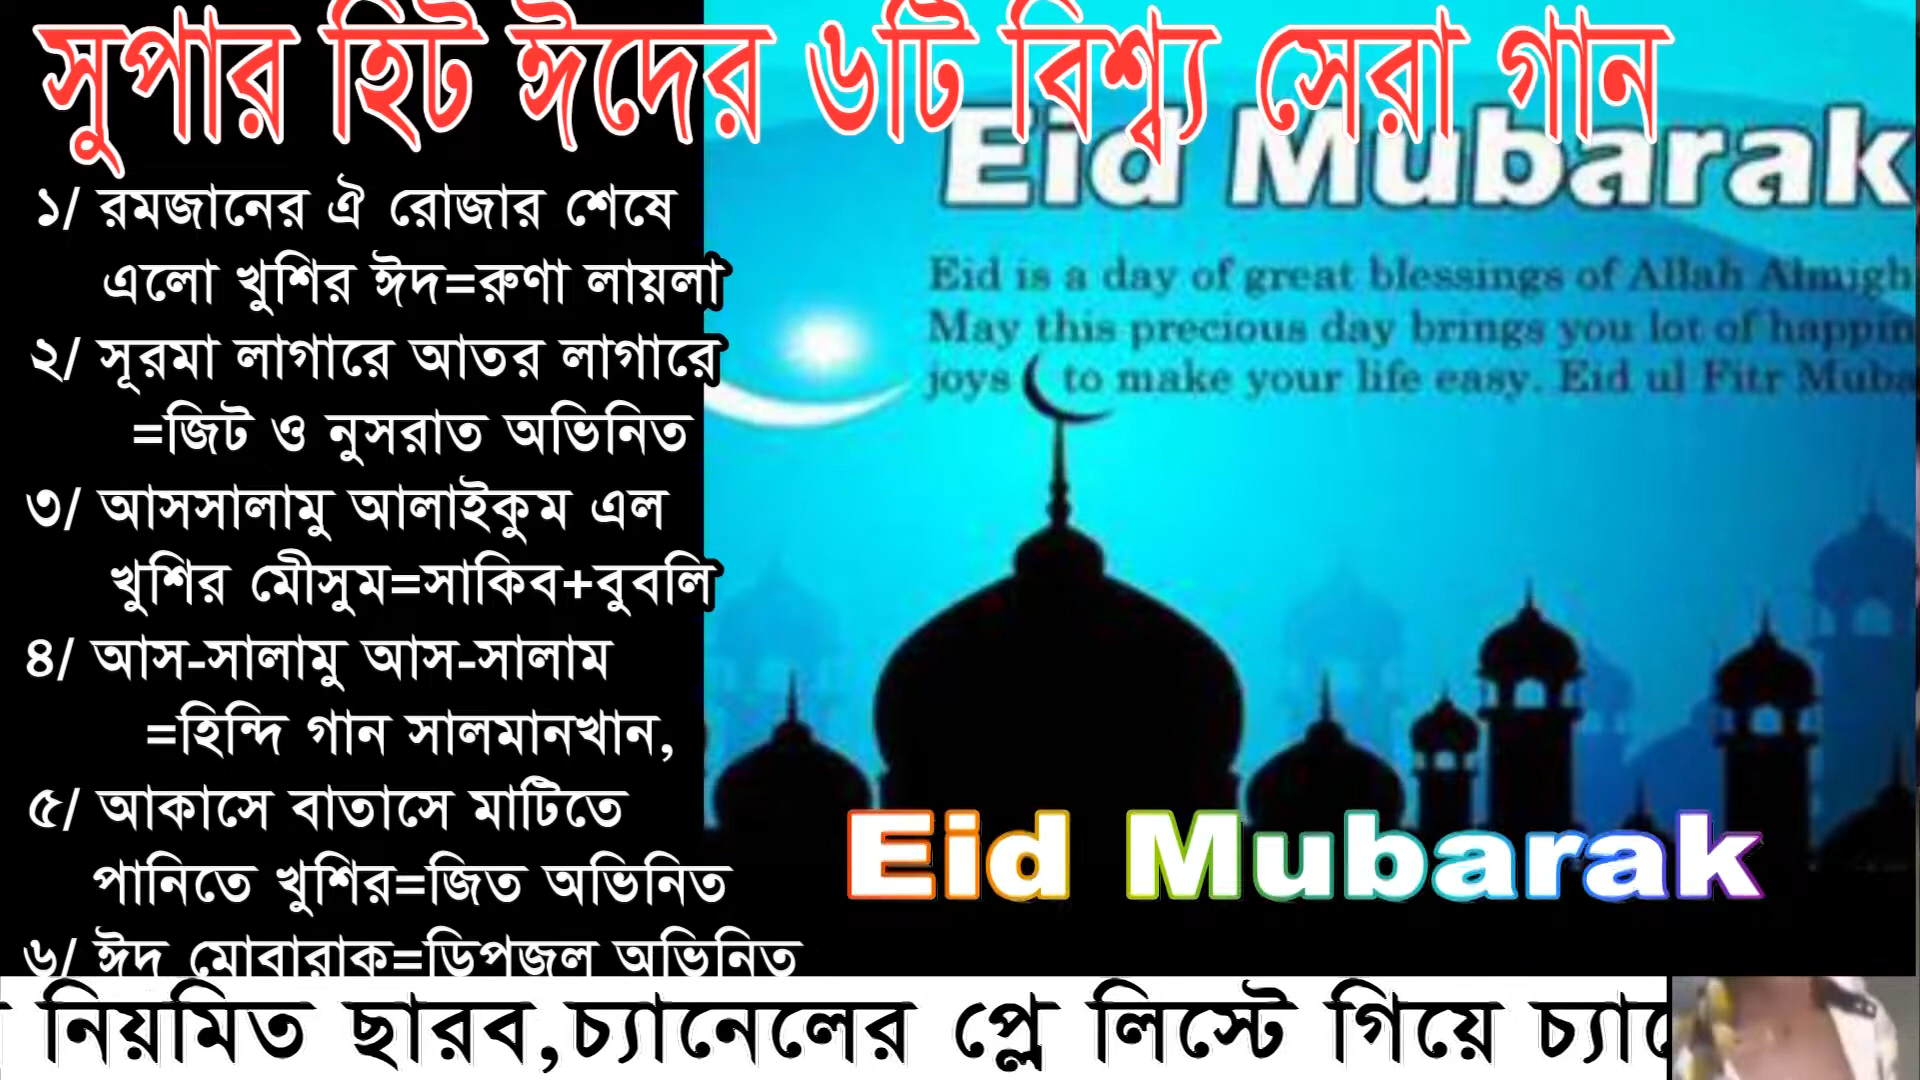 সুপার হিট ঈদের ৬টি বিশ্ব্য সেরা গান
Eid Mubarak
১/ রমজানের ঐ রোজার শেষে
এলো খুশির ঈদ=রুণা লায়লা
২/ সূরমা লাগারে আতর লাগারে
=জিট ও নুসরাত অভিনিত
৩/ আসসালামু আলাইকুম এল
খুশির মৌসুম=সাকিব+বুবলি
৪/ আস-সালামু আস-সালাম
=হিন্দি গান সালমানখান,
৫/ আকাসে বাতাসে মাটিতে
পানিতে খুশির=জিত অভিনিত
৬/ ঈদ মোবারাক=ডিপজল অভিনিত
Eid is a day of great blessings of Allah Almigh
May this precious day brings you lot of happin
joys to make your life easy. Eid ul Fitr Muba
Eid Mubarak
নিয়মিত ছারব,চ্যানেলের প্লে লিস্টে গিয়ে চ্যানে